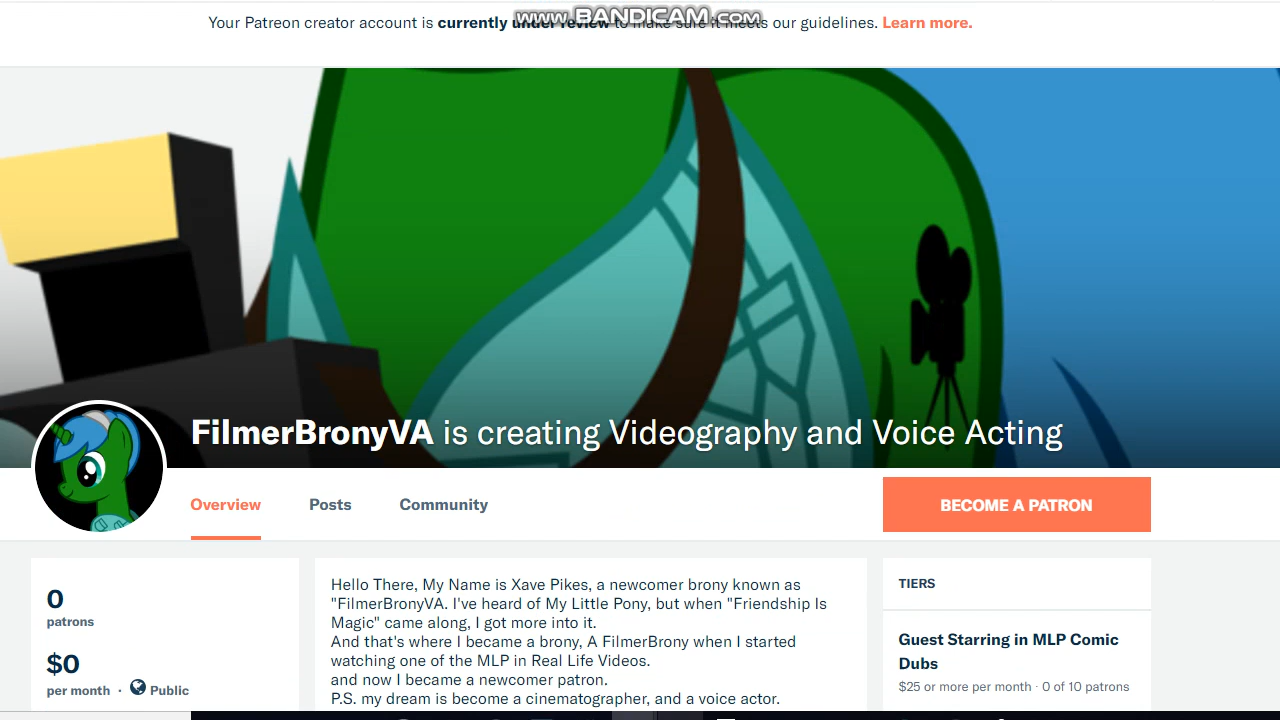 www.BANDICAM.com
Your Patreon creator account is currently under review to make sure it meets our guidelines. Learn more.
FilmerBronyVA is creating Videography and Voice Acting
Overview Posts Community
BECOME A PATRON
0
patrons
$0
per month · Public
Hello There, My Name is Xave Pikes, a newcomer brony known as
"FilmerBronyVA. I've heard of My Little Pony, but when "Friendship Is
Magic" came along, I got more into it.
And that's where I became a brony, A FilmerBrony when I started
watching one of the MLP in Real Life Videos.
and now I became a newcomer patron.
P.S. my dream is become a cinematographer, and a voice actor.
TIERS
Guest Starring in MLP Comic
Dubs
$25 or more per month · 0 of 10 patrons